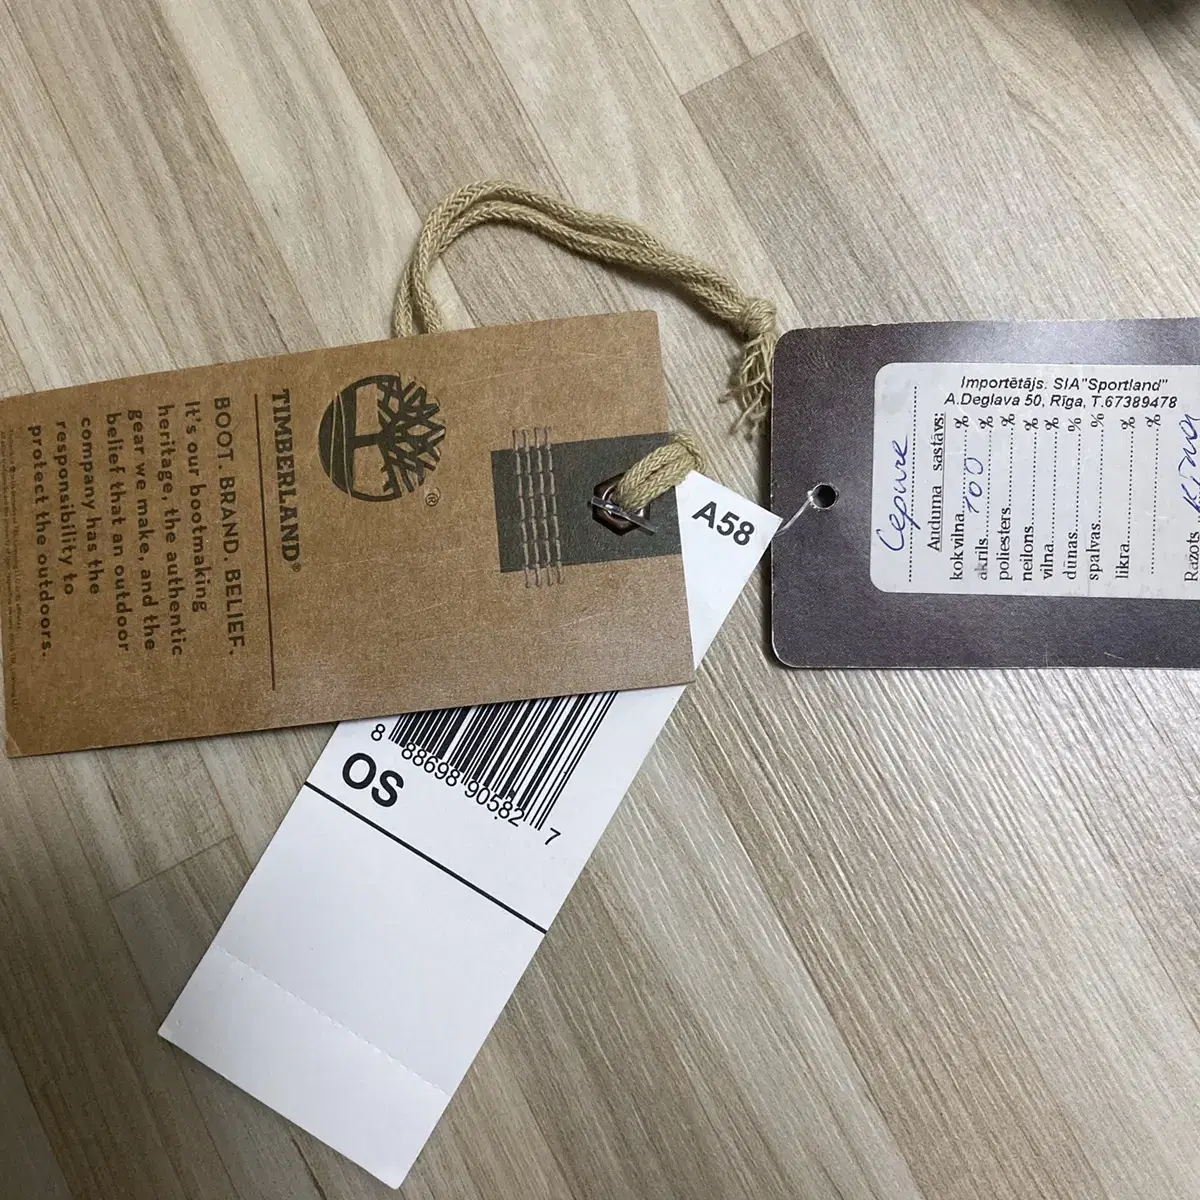 TIMBERLAND®
BOOT. BRAND. BELIEF.
It's our bootmaking
heritage, the authentic
gear we make, and the
belief that an outdoor
company has the
responsibility to
protect the outdoors.
®
A58
8 88698 90582 7
OS
Importētājs. SIA"Sportland"
A.Deglava 50, Rīga, T.67389478
Cepure
Auduma sastāvs:
kokvilna 100 %
akrils........... %
poliesters....... %
neilons.......... %
vilna............ %
dūnas............ %
spalvas.......... %
likra............ %
................. %
Ražots